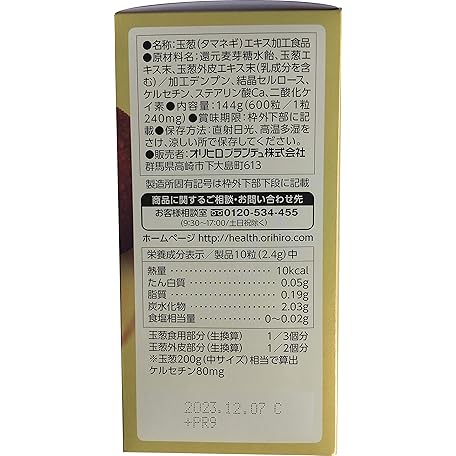 ●名称：玉葱(タマネギ)エキス加工食品
●原材料名：還元麦芽糖水飴、玉葱エ
キス末、玉葱外皮エキス末(乳成分を含
む)／加工デンプン、結晶セルロース、
ケルセチン、ステアリン酸Ca、二酸化ケ
イ素●内容量：144g(600粒／1粒
240mg)●賞味期限：枠外下部に記
載●保存方法：直射日光、高温多湿を
さけ、涼しい所で保存してください。
●販売者：オリヒロプランデュ株式会社
群馬県高崎市下大島町613
製造所固有記号は枠外下部下段に記載
商品に関するご相談・お問い合わせ先
お客様相談室 0120-534-455
(9:30〜17:00/土日祝除く)
ホームページ http://health.orihiro.com/
栄養成分表示／製品10粒(2.4g)中
熱量 10kcal
たん白質 0.05g
脂質 0.19g
炭水化物 2.03g
食塩相当量 0〜0.02g
玉葱食用部分(生換算) 1／3個分
玉葱外皮部分(生換算) 1／2個分
※玉葱200g(中サイズ)相当で算出
ケルセチン80mg
2023.12.07 C
+PR9